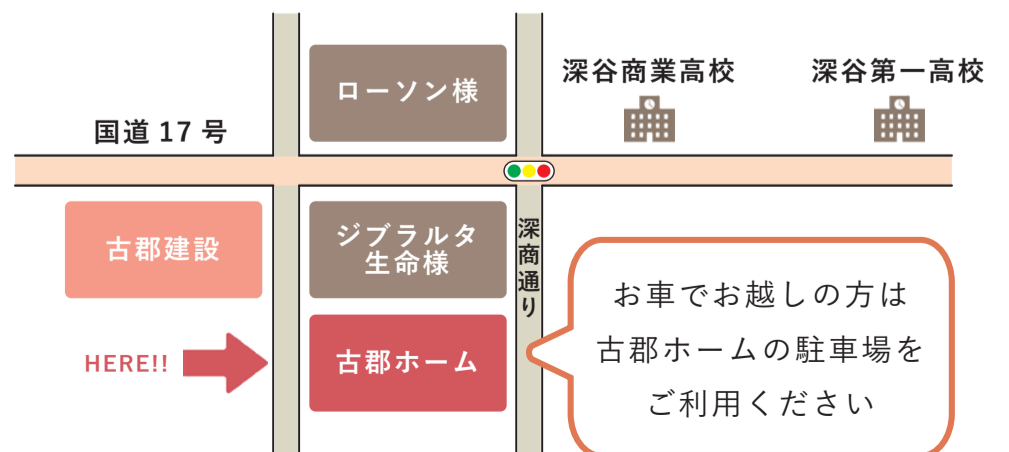 ローソン様
深谷商業高校
深谷第一高校
国道 17 号
古郡建設
ジブラルタ
生命様
深商通り
HERE!!
古郡ホーム
お車でお越しの方は
古郡ホームの駐車場を
ご利用ください